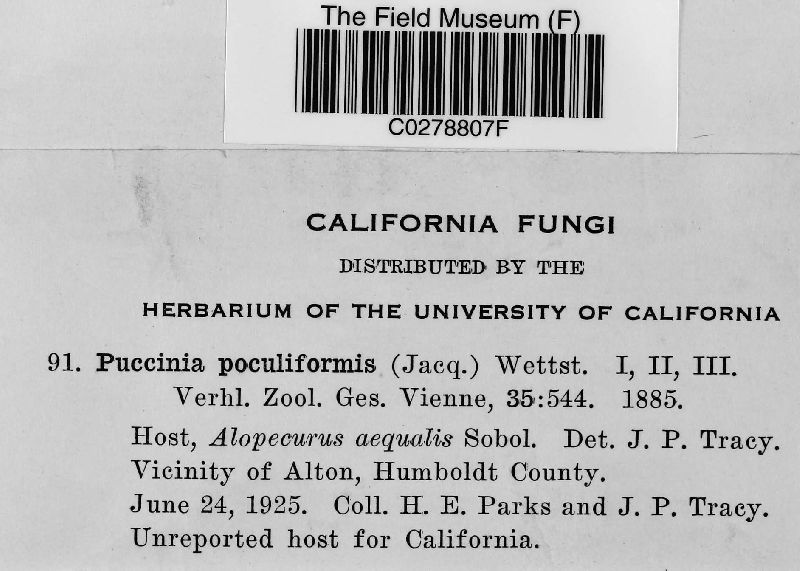 The Field Museum (F)
C0278807F
CALIFORNIA FUNGI
DISTRIBUTED BY THE
HERBARIUM OF THE UNIVERSITY OF CALIFORNIA
91. Puccinia poculiformis (Jacq.) Wettst. I, II, III.
Verhl. Zool. Ges. Vienne, 35:544. 1885.
Host, Alopecurus aequalis Sobol. Det. J. P. Tracy.
Vicinity of Alton, Humboldt County.
June 24, 1925. Coll. H. E. Parks and J. P. Tracy.
Unreported host for California.